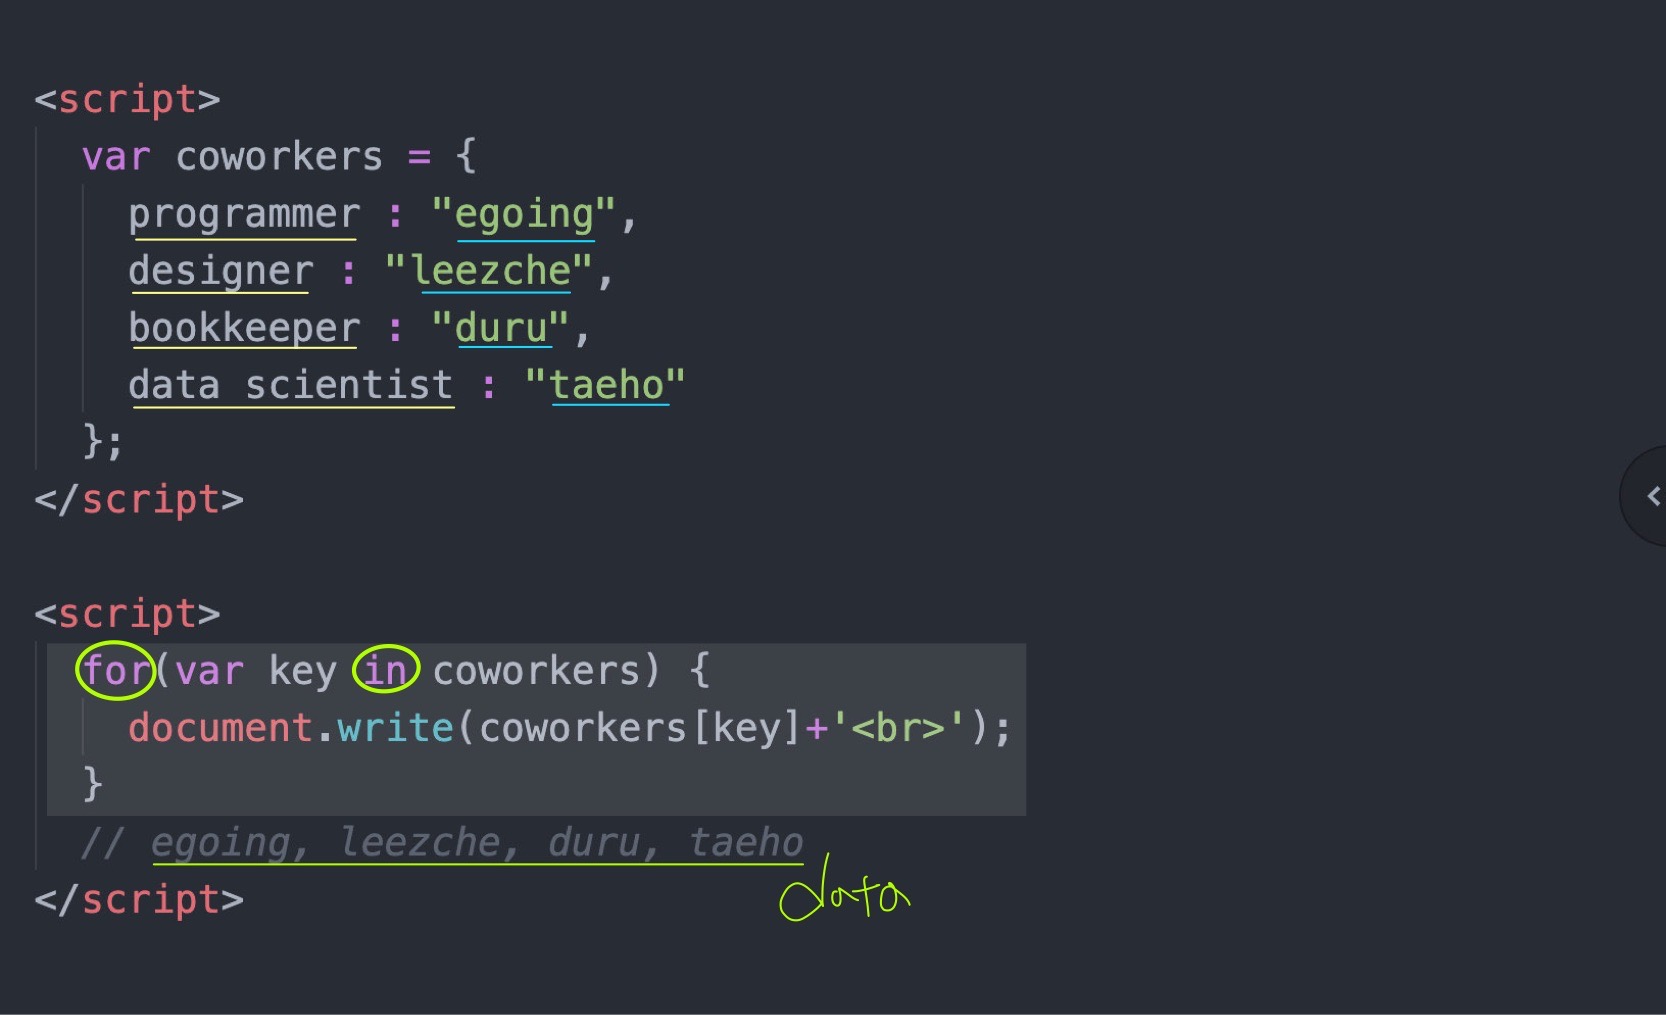 <script>
var coworkers = {
programmer : "egoing",
designer : "leezche",
bookkeeper : "duru",
data scientist : "taeho"
};
</script>
<script>
for(var key in coworkers) {
document.write(coworkers[key]+'<br>');
}
// egoing, leezche, duru, taeho
data
</script>